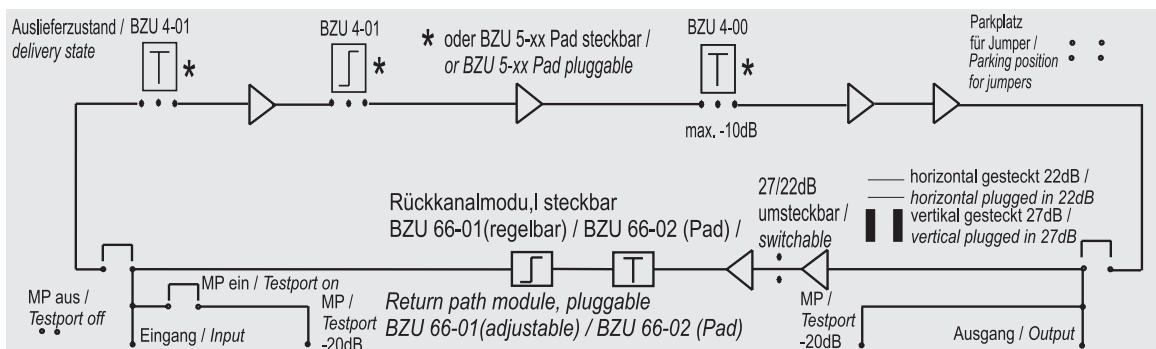 Auslieferzustand /
delivery state
BZU 4-01
T *
BZU 4-01
*
* oder BZU 5-xx Pad steckbar /
or BZU 5-xx Pad pluggable
BZU 4-00
T *
max. -10dB
Parkplatz
für Jumper /
Parking position
for jumpers
Rückkanalmodu,l steckbar
BZU 66-01(regelbar) / BZU 66-02 (Pad) /
T
Return path module, pluggable
BZU 66-01(adjustable) / BZU 66-02 (Pad)
27/22dB
umsteckbar /
switchable
horizontal gesteckt 22dB /
horizontal plugged in 22dB
vertikal gesteckt 27dB /
vertical plugged in 27dB
MP aus /
Testport off
MP ein / Testport on
Eingang / Input
MP /
Testport
-20dB
MP /
Testport
-20dB
Ausgang / Output